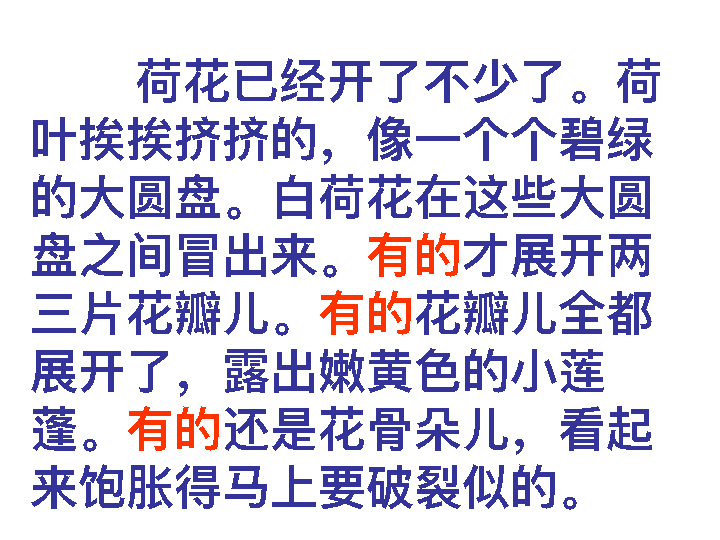 荷花已经开了不少了。荷
叶挨挨挤挤的，像一个个碧绿
的大圆盘。白荷花在这些大圆
盘之间冒出来。有的才展开两
三片花瓣儿。有的花瓣儿全都
展开了，露出嫩黄色的小莲
蓬。有的还是花骨朵儿，看起
来饱胀得马上要破裂似的。